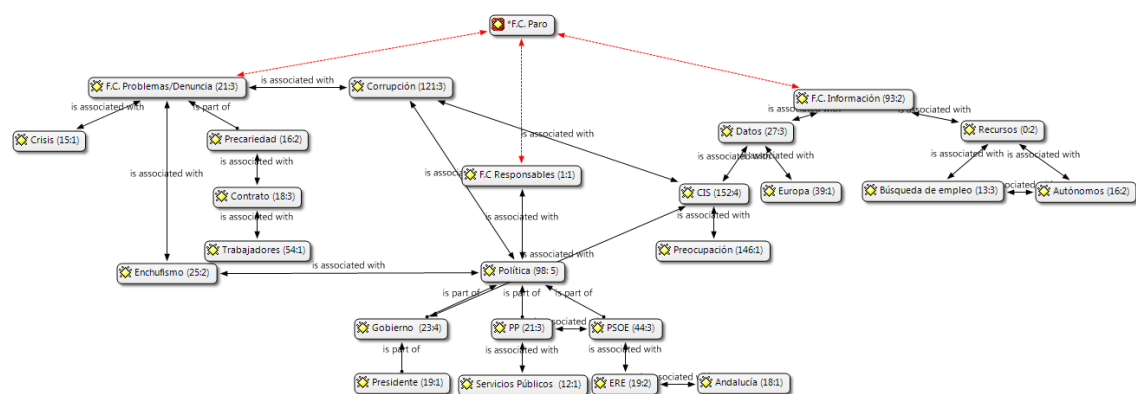 *F.C. Paro
is associated with
F.C. Problemas/Denuncia (21:3)
Corrupción (121:3)
F.C. Información (93:2)
is associated with
is part of
is associated with
Crisis (15:1)
Precariedad (16:2)
is associated with
Datos (27:3)
Recursos (0:2)
is associated with
is associated with
is associated with
is associated with
F.C Responsables (1:1)
CIS (152:4)
Europa (39:1)
Búsqueda de empleo (13:3)
Autónomos (16:2)
Contrato (18:3)
is associated with
is associated with
is associated with
Trabajadores (54:1)
is associated with
Preocupación (146:1)
Enchufismo (25:2)
is associated with
Política (98: 5)
is part of
is part of
is part of
Gobierno (23:4)
PP (21:3)
PSOE (44:3)
is part of
is associated with
is associated with
Presidente (19:1)
Servicios Públicos (12:1)
ERE (19:2)
Andalucía (18:1)